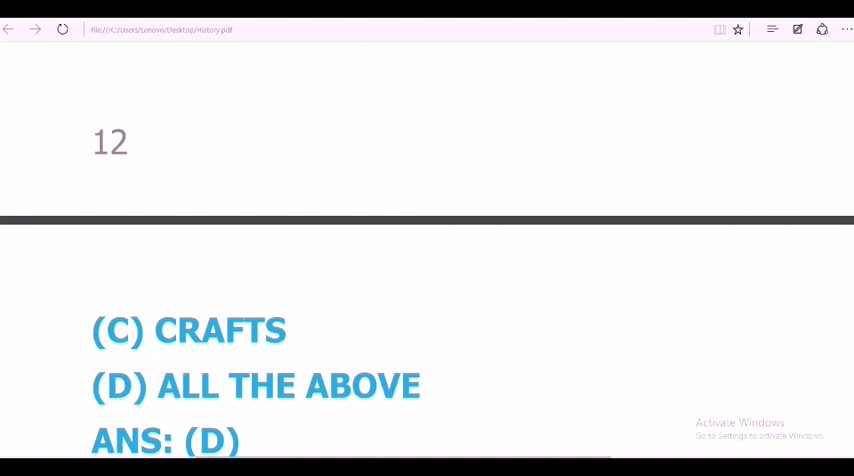 file:///C:/Users/Lenovo/Desktop/History.pdf
12
(C) CRAFTS
(D) ALL THE ABOVE
ANS: (D)
Activate Windows
Go to Settings to activate Windows.